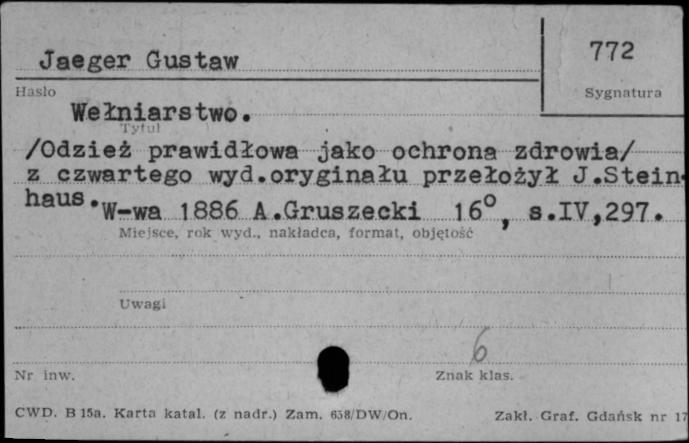 Jaeger Gustaw
772
Hasło
Sygnatura
Wełniarstwo.
Tytuł
/Odzież prawidłowa jako ochrona zdrowia/
z czwartego wyd.oryginału przełożył J.Stein-
haus. W-wa 1886 A.Gruszecki 16°, s.IV,297.
Miejsce, rok wyd., nakładca, format, objętość
Uwagi
6
Nr inw.
Znak klas.
CWD. B 15a. Karta katal. (z nadr.) Zam. 658/DW/On.
Zakł. Graf. Gdańsk nr 17